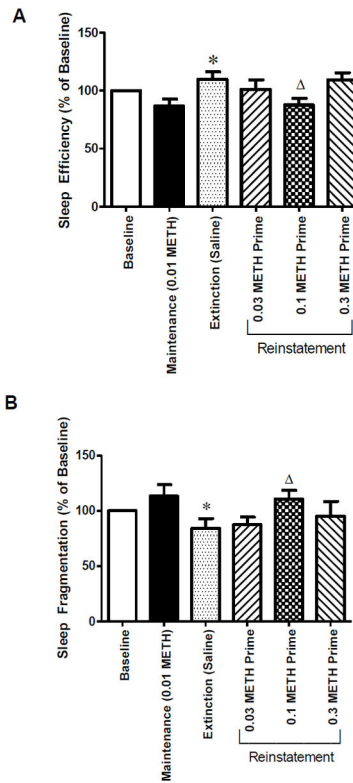 A
Sleep Efficiency (% of Baseline)
150
100
50
0
*
Δ
Baseline
Maintenance (0.01 METH)
Extinction (Saline)
0.03 METH Prime
0.1 METH Prime
0.3 METH Prime
Reinstatement
B
Sleep Fragmentation (% of Baseline)
150
100
50
0
*
Δ
Baseline
Maintenance (0.01 METH)
Extinction (Saline)
0.03 METH Prime
0.1 METH Prime
0.3 METH Prime
Reinstatement